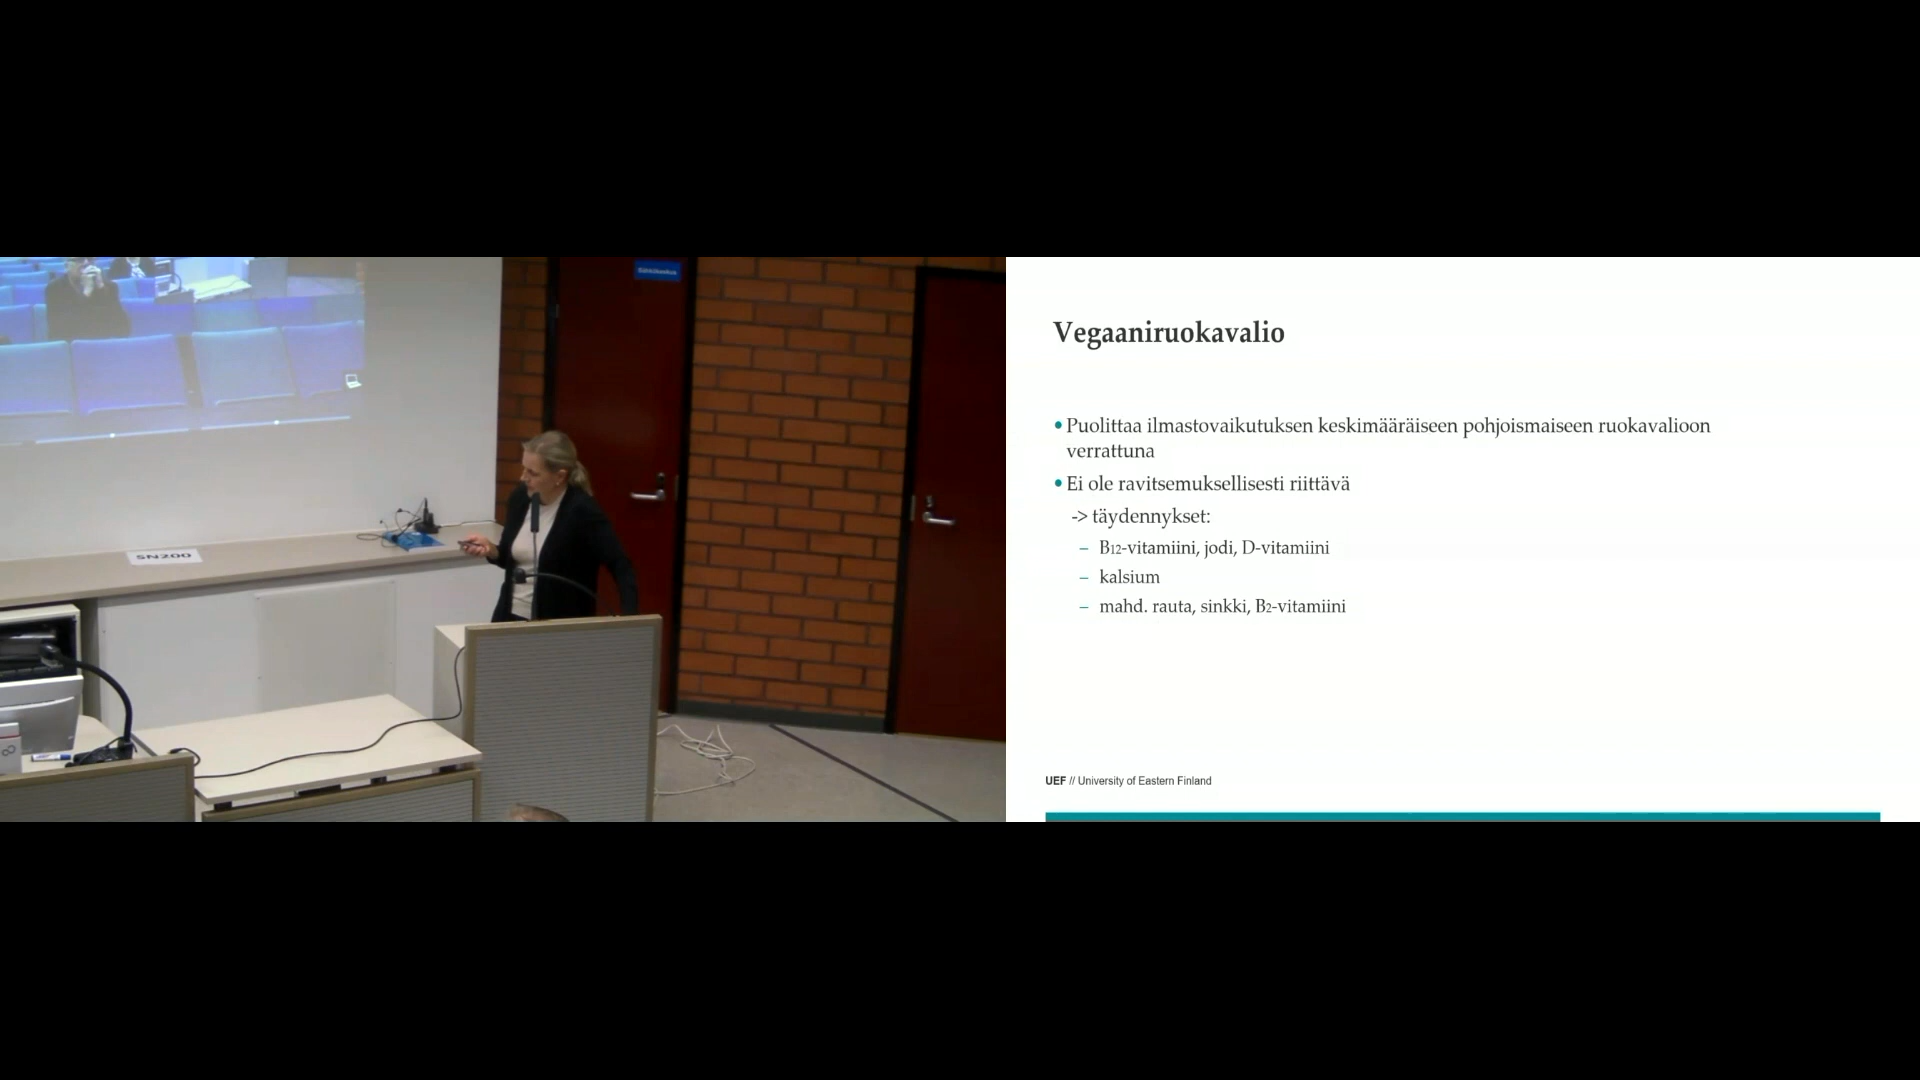 SN200
Vegaaniruokavalio
• Puolittaa ilmastovaikutuksen keskimääräiseen pohjoismaiseen ruokavalioon
verrattuna
• Ei ole ravitsemuksellisesti riittävä
-> täydennykset:
– B12-vitamiini, jodi, D-vitamiini
– kalsium
– mahd. rauta, sinkki, B2-vitamiini
UEF // University of Eastern Finland